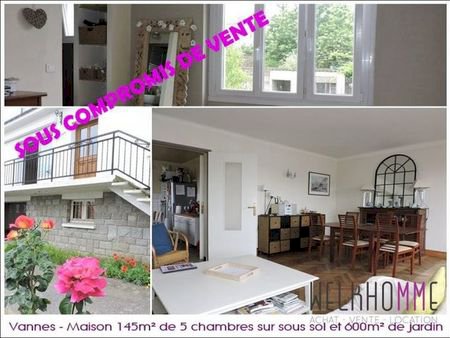 SOUS COMPROMIS DE VENTE
WELRHOMME
ACHAT - VENTE - LOCATION
Vannes - Maison 145m² de 5 chambres sur sous sol et 600m² de jardin